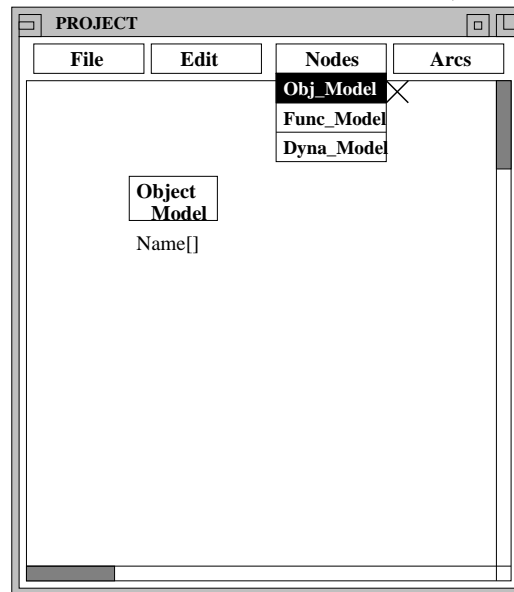 PROJECT
File Edit Nodes Arcs
Obj_Model
Func_Model
Dyna_Model
Object
Model
Name[]